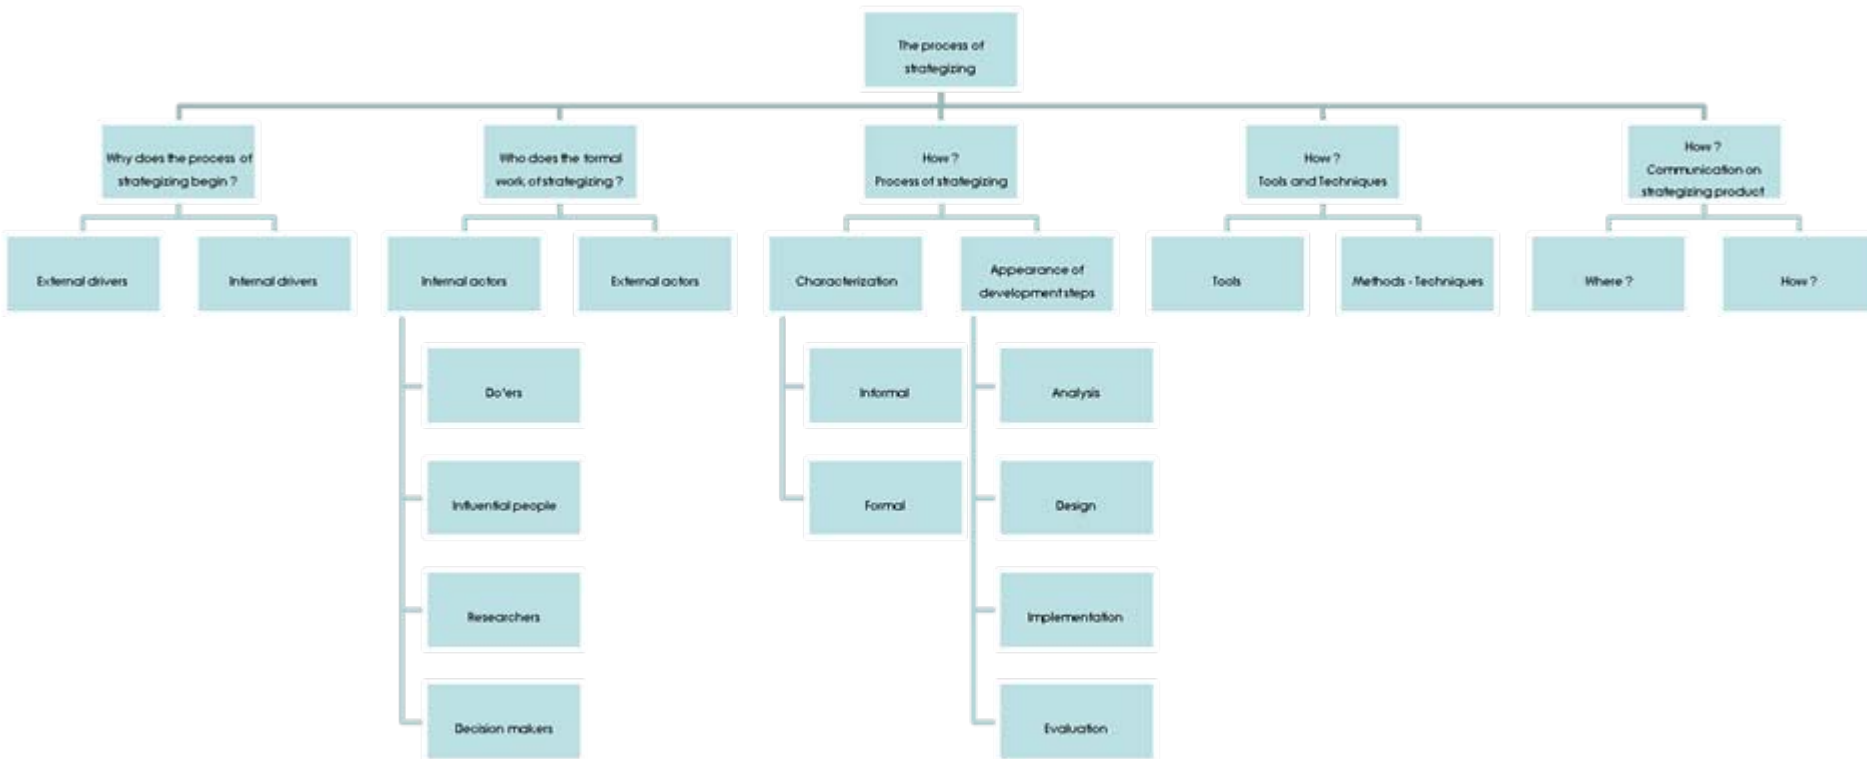 The process of
strategizing
Why does the process of
strategizing begin ?
Who does the formal
work of strategizing ?
How ?
Process of strategizing
How ?
Tools and Techniques
How ?
Communication on
strategizing product
External drivers
Internal drivers
Internal actors
External actors
Characterization
Appearance of
development steps
Tools
Methods - Techniques
Where ?
How ?
Do'ers
Informal
Analysis
Influential people
Formal
Design
Researchers
Implementation
Decision makers
Evaluation